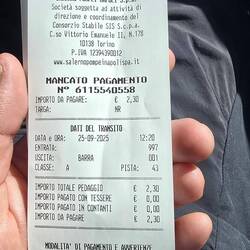 Società soggetta ad attività di
direzione e coordinamento del
Consorzio Stabile SIS S.c.p.a.
C.so Vittorio Emanuele II, N.178
10138 Torino
P.IVA 12394390012
www.salernopompeinapolispa.it
MANCATO PAGAMENTO
Nº 6115540558
IMPORTO DA PAGARE: € 2,30
TARGA: NR
DATI DEL TRANSITO
DATA e ORA: 25-09-2025 12:20
ENTRATA: 997
USCITA: BARRA 001
CLASSE: A PISTA: 43
IMPORTO TOTALE PEDAGGIO € 2,30
IMPORTO PAGATO CON TESSERE € 0,00
IMPORTO PAGATO IN CONTANTI € 0,00
IMPORTO DA PAGARE € 2,30
MODALITA' DI PAGAMENTO E AVVERTENZE